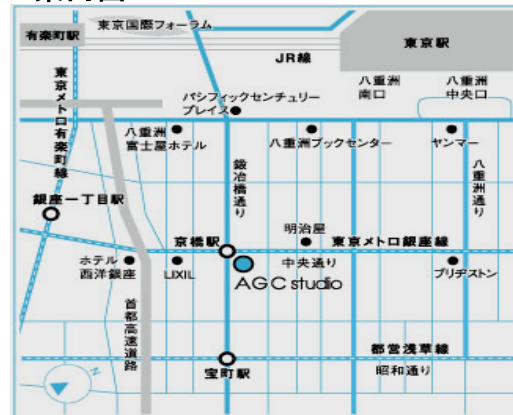 有楽町駅
東京国際フォーラム
東京駅
JR線
東京メトロ有楽町線
パシフィックセンチュリー
プレイス
八重洲
南口
八重洲
中央口
八重洲
富士屋ホテル
鍛冶橋通り
八重洲ブックセンター
ヤンマー
八重洲通り
銀座一丁目駅
京橋駅
明治屋
東京メトロ銀座線
ホテル
西洋銀座
LIXIL
中央通り
ブリヂストン
AGC studio
首都高速道路
都営浅草線
宝町駅
昭和通り
N